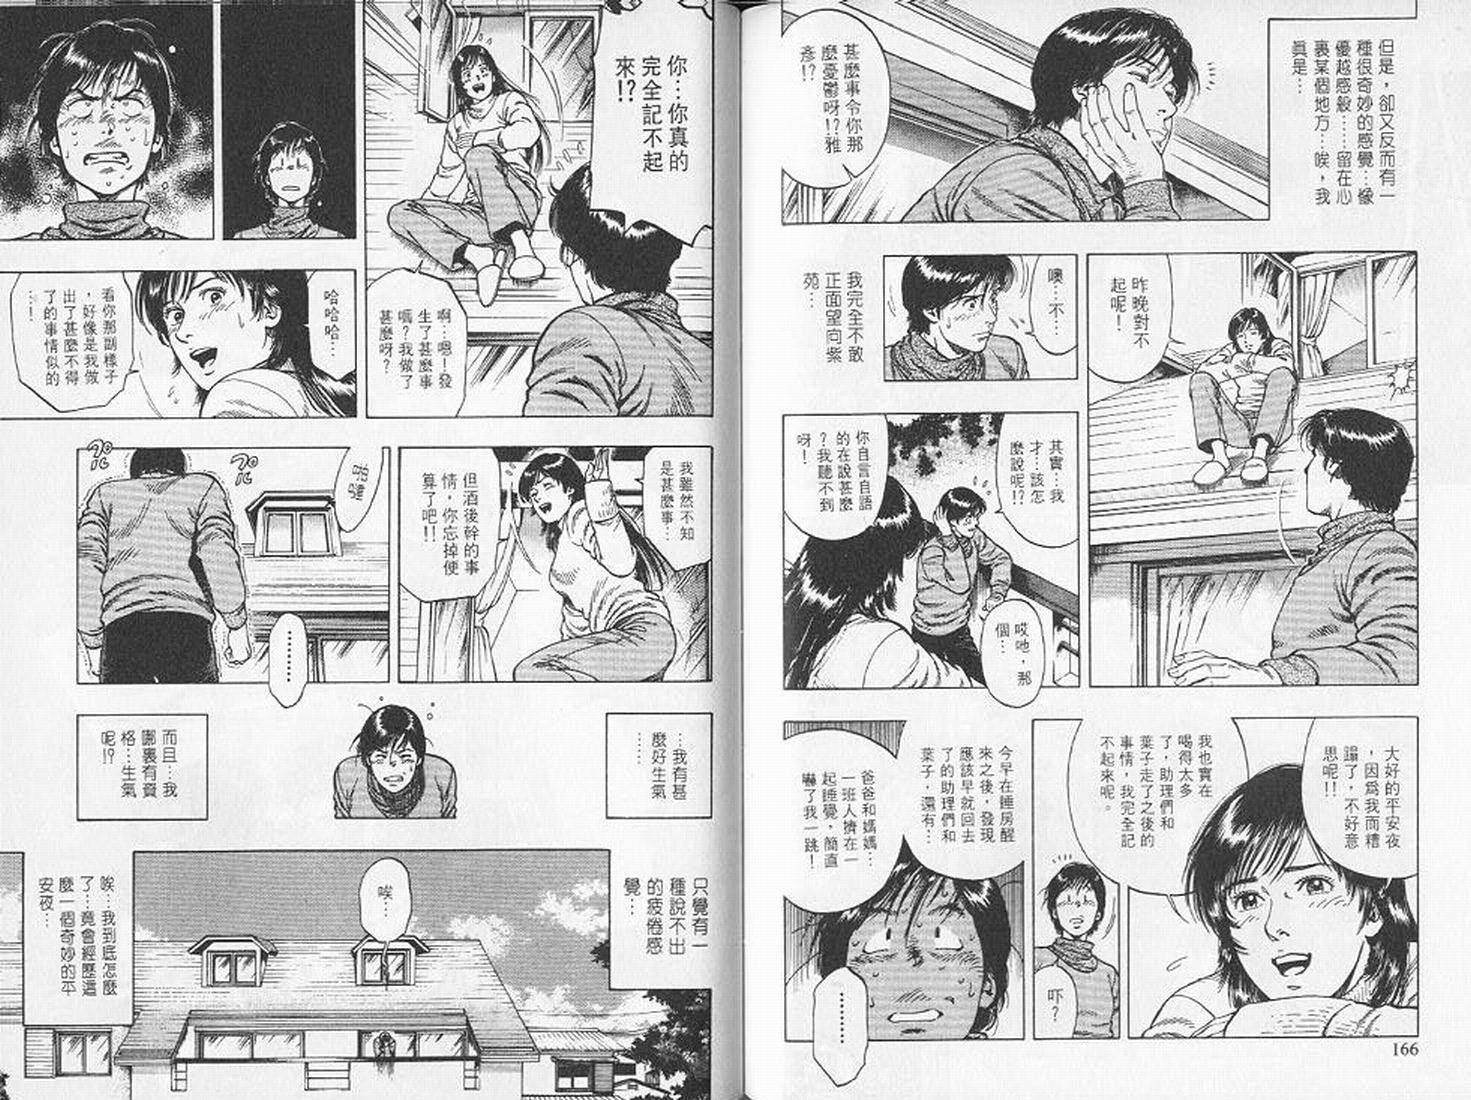 但是，卻又反而有一
種很奇妙的感覺…像
優越感般……留在心
裏某個地方…唉，我
眞是…
甚麼事令你那
麼憂鬱呀!?雅
彥!?
昨晚對不
起呢！
噢…不…
我完全不敢
正面望向紫
苑…
其實…我
才…該怎
麼說呢!?
你自言自語
的在說甚麼
?我聽不到
呀！
哎吔，那
個…
大好的平安夜
，因爲我而糟
蹋了，不好意
思呢!!
我也實在
喝得太多
了，助理們和
葉子走了之後的
事情，我完全記
不起來呢。
吓?
今早在睡房醒
來之後，發現
應該早就回去
了的助理們和
葉子，還有…
爸爸和媽媽…
一班人擠在一
起睡覺，簡直
嚇了我一跳！
………
166
你…你真的
完全記不起
來!?
啊…嗯！發
生了甚麼事
嗎?我做了
甚麼呀?
哈哈哈…
看你那副樣子
，好像是我做
出了甚麼不得
了的事情似的
…！
我雖然不知
是甚麼事…
但酒後幹的事
情，你忘掉便
算了吧!!
啪噠
プル
プル
………
…我有甚
麼好生氣
……
而且…我
哪裏有資
格…生氣
呢!?
只覺有一
種說不出
的疲倦感
覺…
唉…
唉…我到底怎麼
了…竟會經歷這
麼一個奇妙的平
安夜…